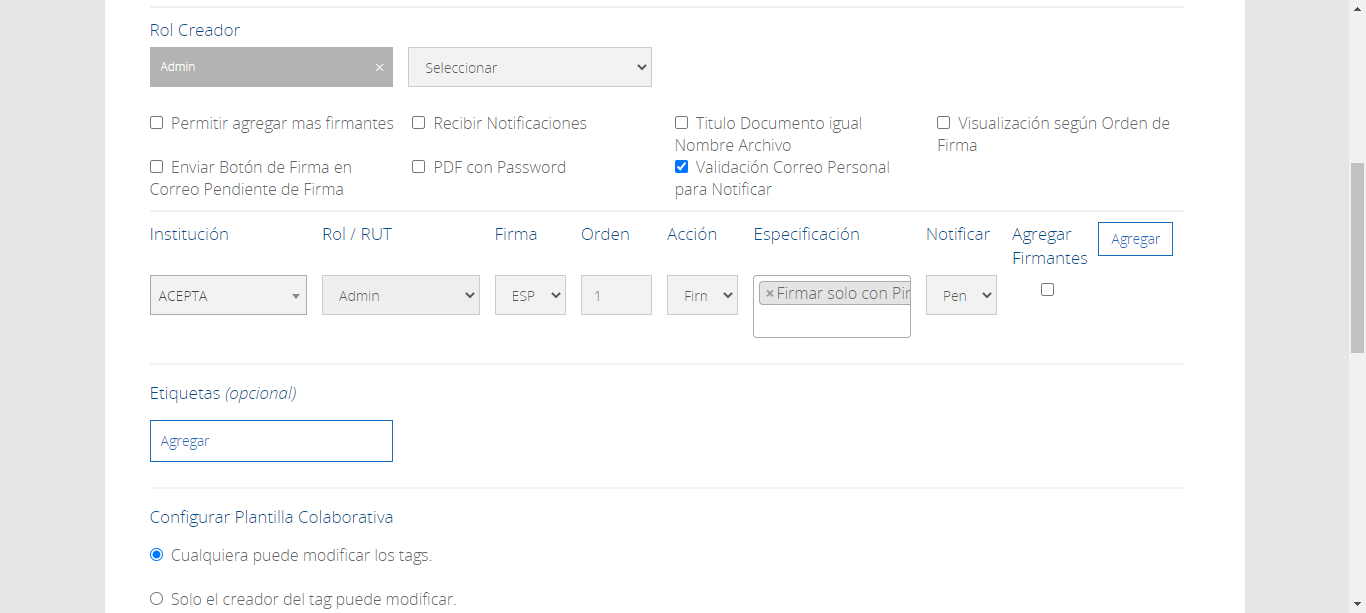 Rol Creador
Admin × Seleccionar
Permitir agregar mas firmantes Recibir Notificaciones Titulo Documento igual Visualización según Orden de
Nombre Archivo Firma
Enviar Botón de Firma en PDF con Password Validación Correo Personal
Correo Pendiente de Firma para Notificar
Institución Rol / RUT Firma Orden Acción Especificación Notificar Agregar Agregar
Firmantes
ACEPTA Admin ESP 1 Firn ×Firmar solo con Pin Pen
Etiquetas (opcional)
Agregar
Configurar Plantilla Colaborativa
Cualquiera puede modificar los tags.
Solo el creador del tag puede modificar.